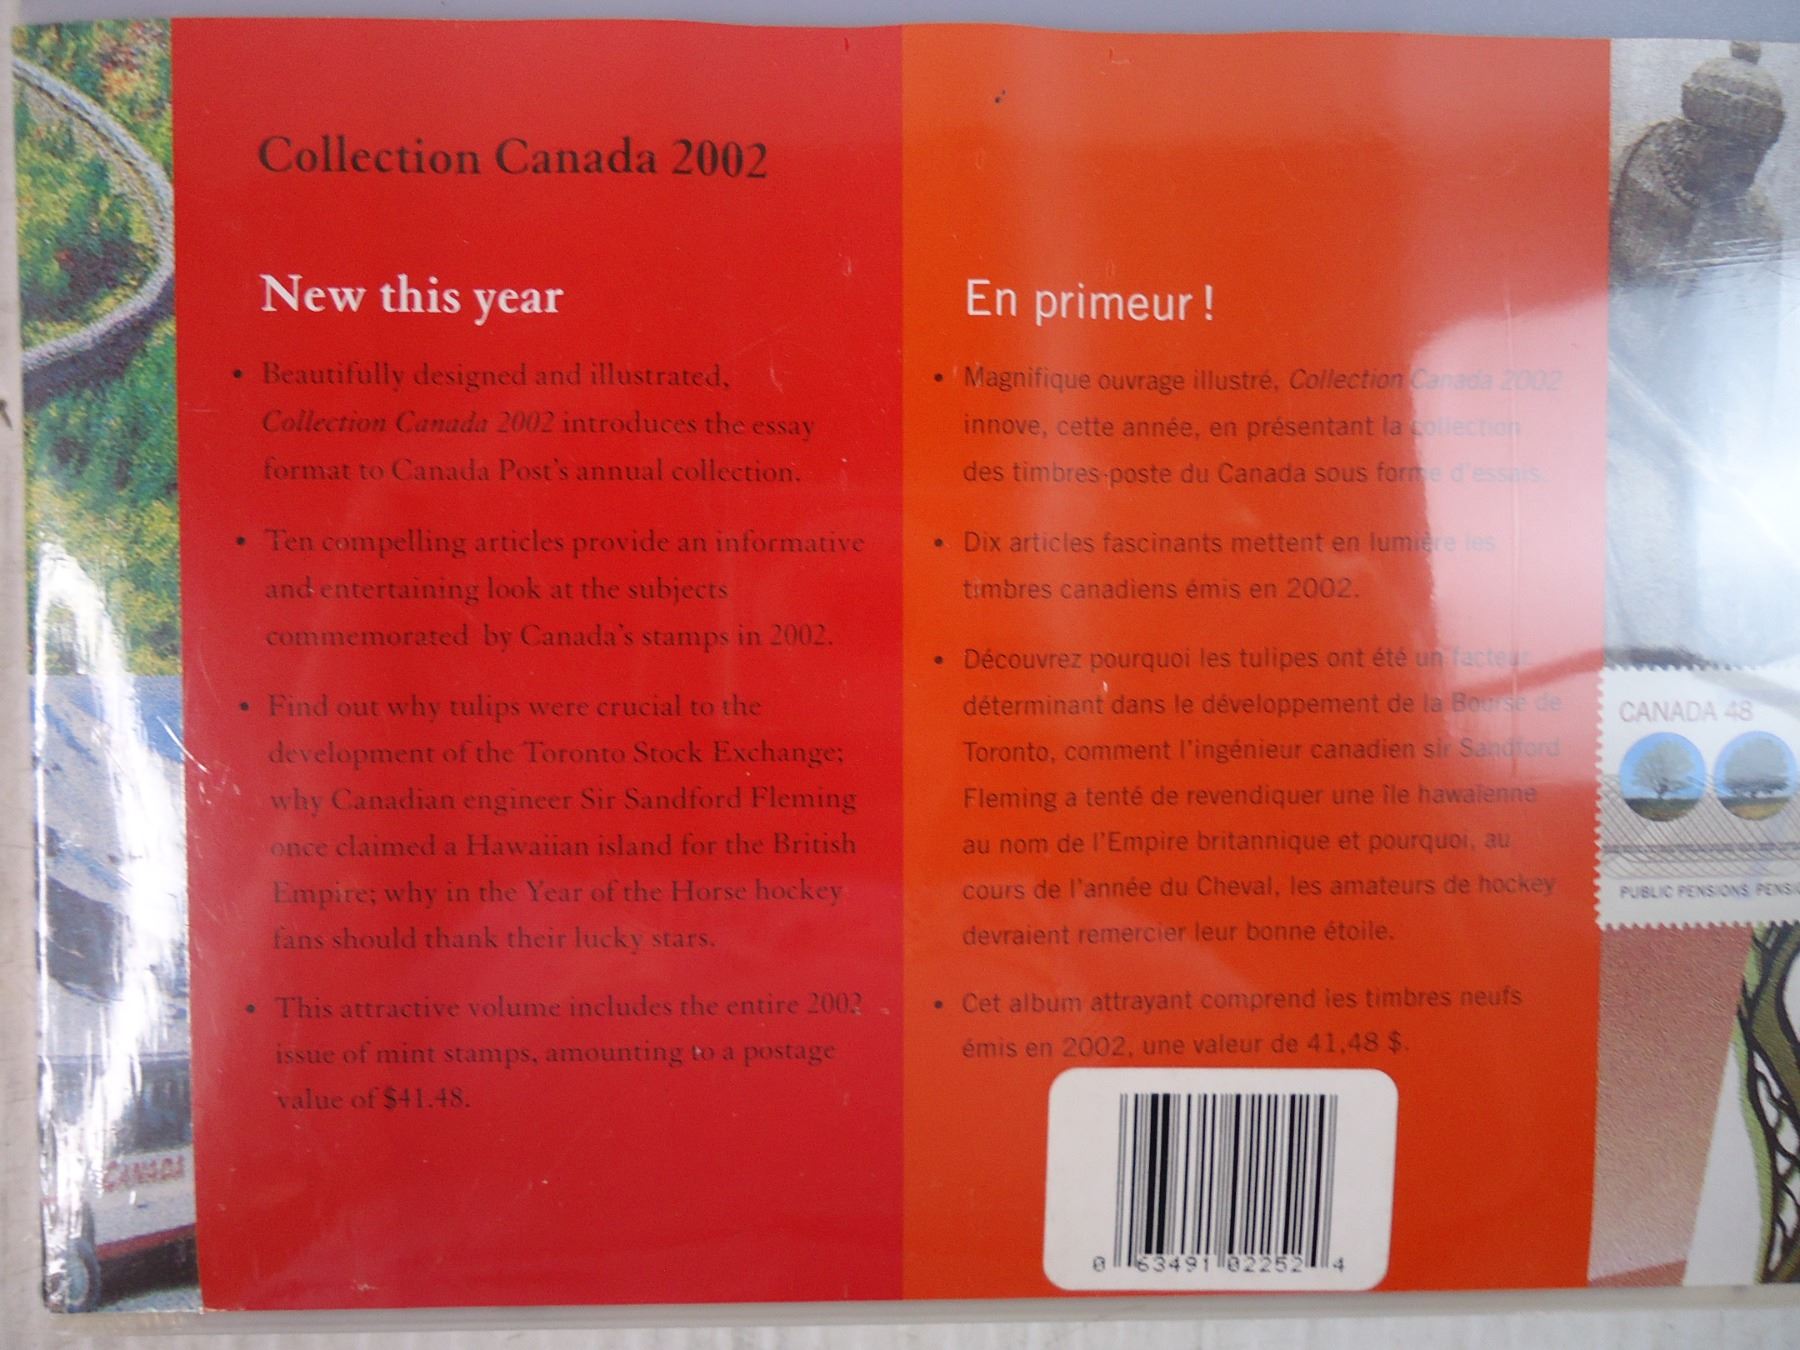 Collection Canada 2002
New this year
• Beautifully designed and illustrated,
Collection Canada 2002 introduces the essay
format to Canada Post's annual collection.
• Ten compelling articles provide an informative
and entertaining look at the subjects
commemorated by Canada's stamps in 2002.
• Find out why tulips were crucial to the
development of the Toronto Stock Exchange;
why Canadian engineer Sir Sandford Fleming
once claimed a Hawaiian island for the British
Empire; why in the Year of the Horse hockey
fans should thank their lucky stars.
• This attractive volume includes the entire 2002
issue of mint stamps, amounting to a postage
value of $41.48.
En primeur !
• Magnifique ouvrage illustré, Collection Canada 2002
innove, cette année, en présentant la collection
des timbres-poste du Canada sous forme d'essais.
• Dix articles fascinants mettent en lumière les
timbres canadiens émis en 2002.
• Découvrez pourquoi les tulipes ont été un facteur
déterminant dans le développement de la Bourse de
Toronto, comment l'ingénieur canadien sir Sandford
Fleming a tenté de revendiquer une île hawaïenne
au nom de l'Empire britannique et pourquoi, au
cours de l'année du Cheval, les amateurs de hockey
devraient remercier leur bonne étoile.
• Cet album attrayant comprend les timbres neufs
émis en 2002, une valeur de 41,48 $.
0 63491 02252 4
CANADA 48
PUBLIC PENSIONS
CANADA